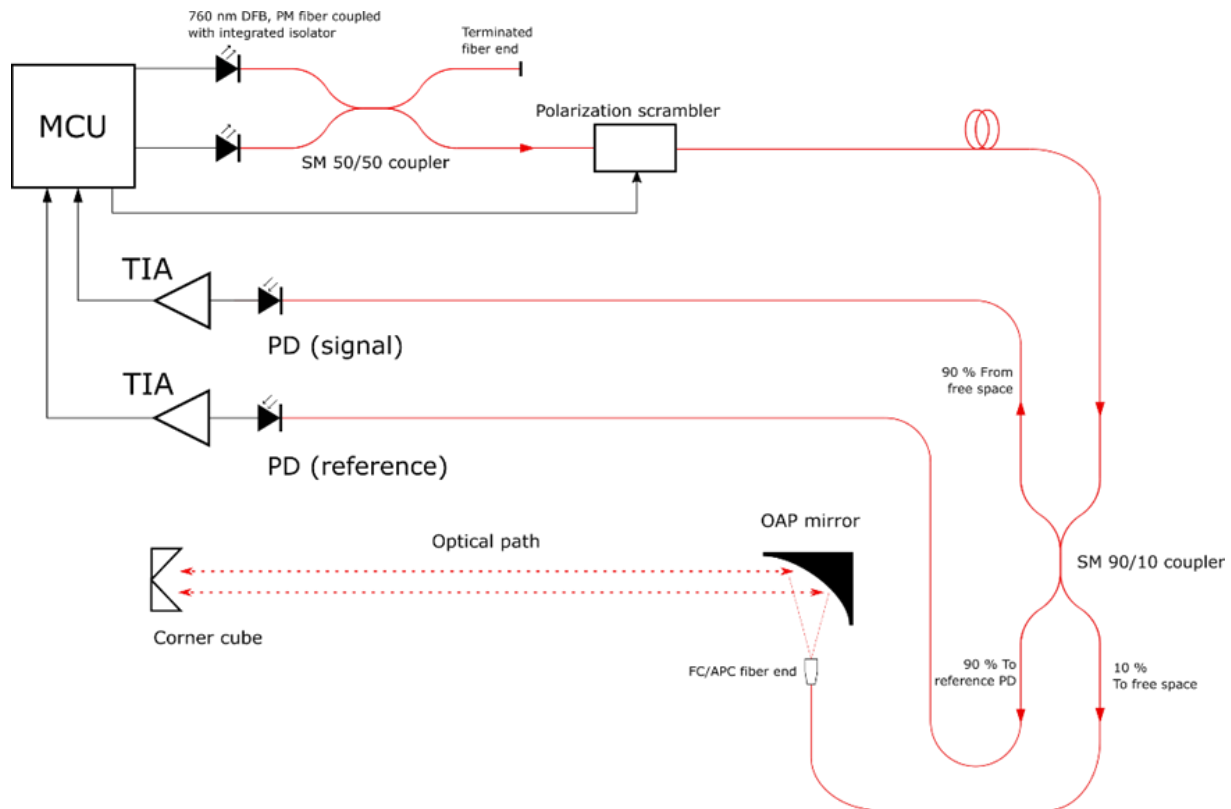 760 nm DFB, PM fiber coupled
with integrated isolator
Terminated
fiber end
MCU
Polarization scrambler
SM 50/50 coupler
TIA
PD (signal)
TIA
90 % From
free space
PD (reference)
OAP mirror
Optical path
SM 90/10 coupler
Corner cube
FC/APC fiber end
90 % To
reference PD
10 %
To free space